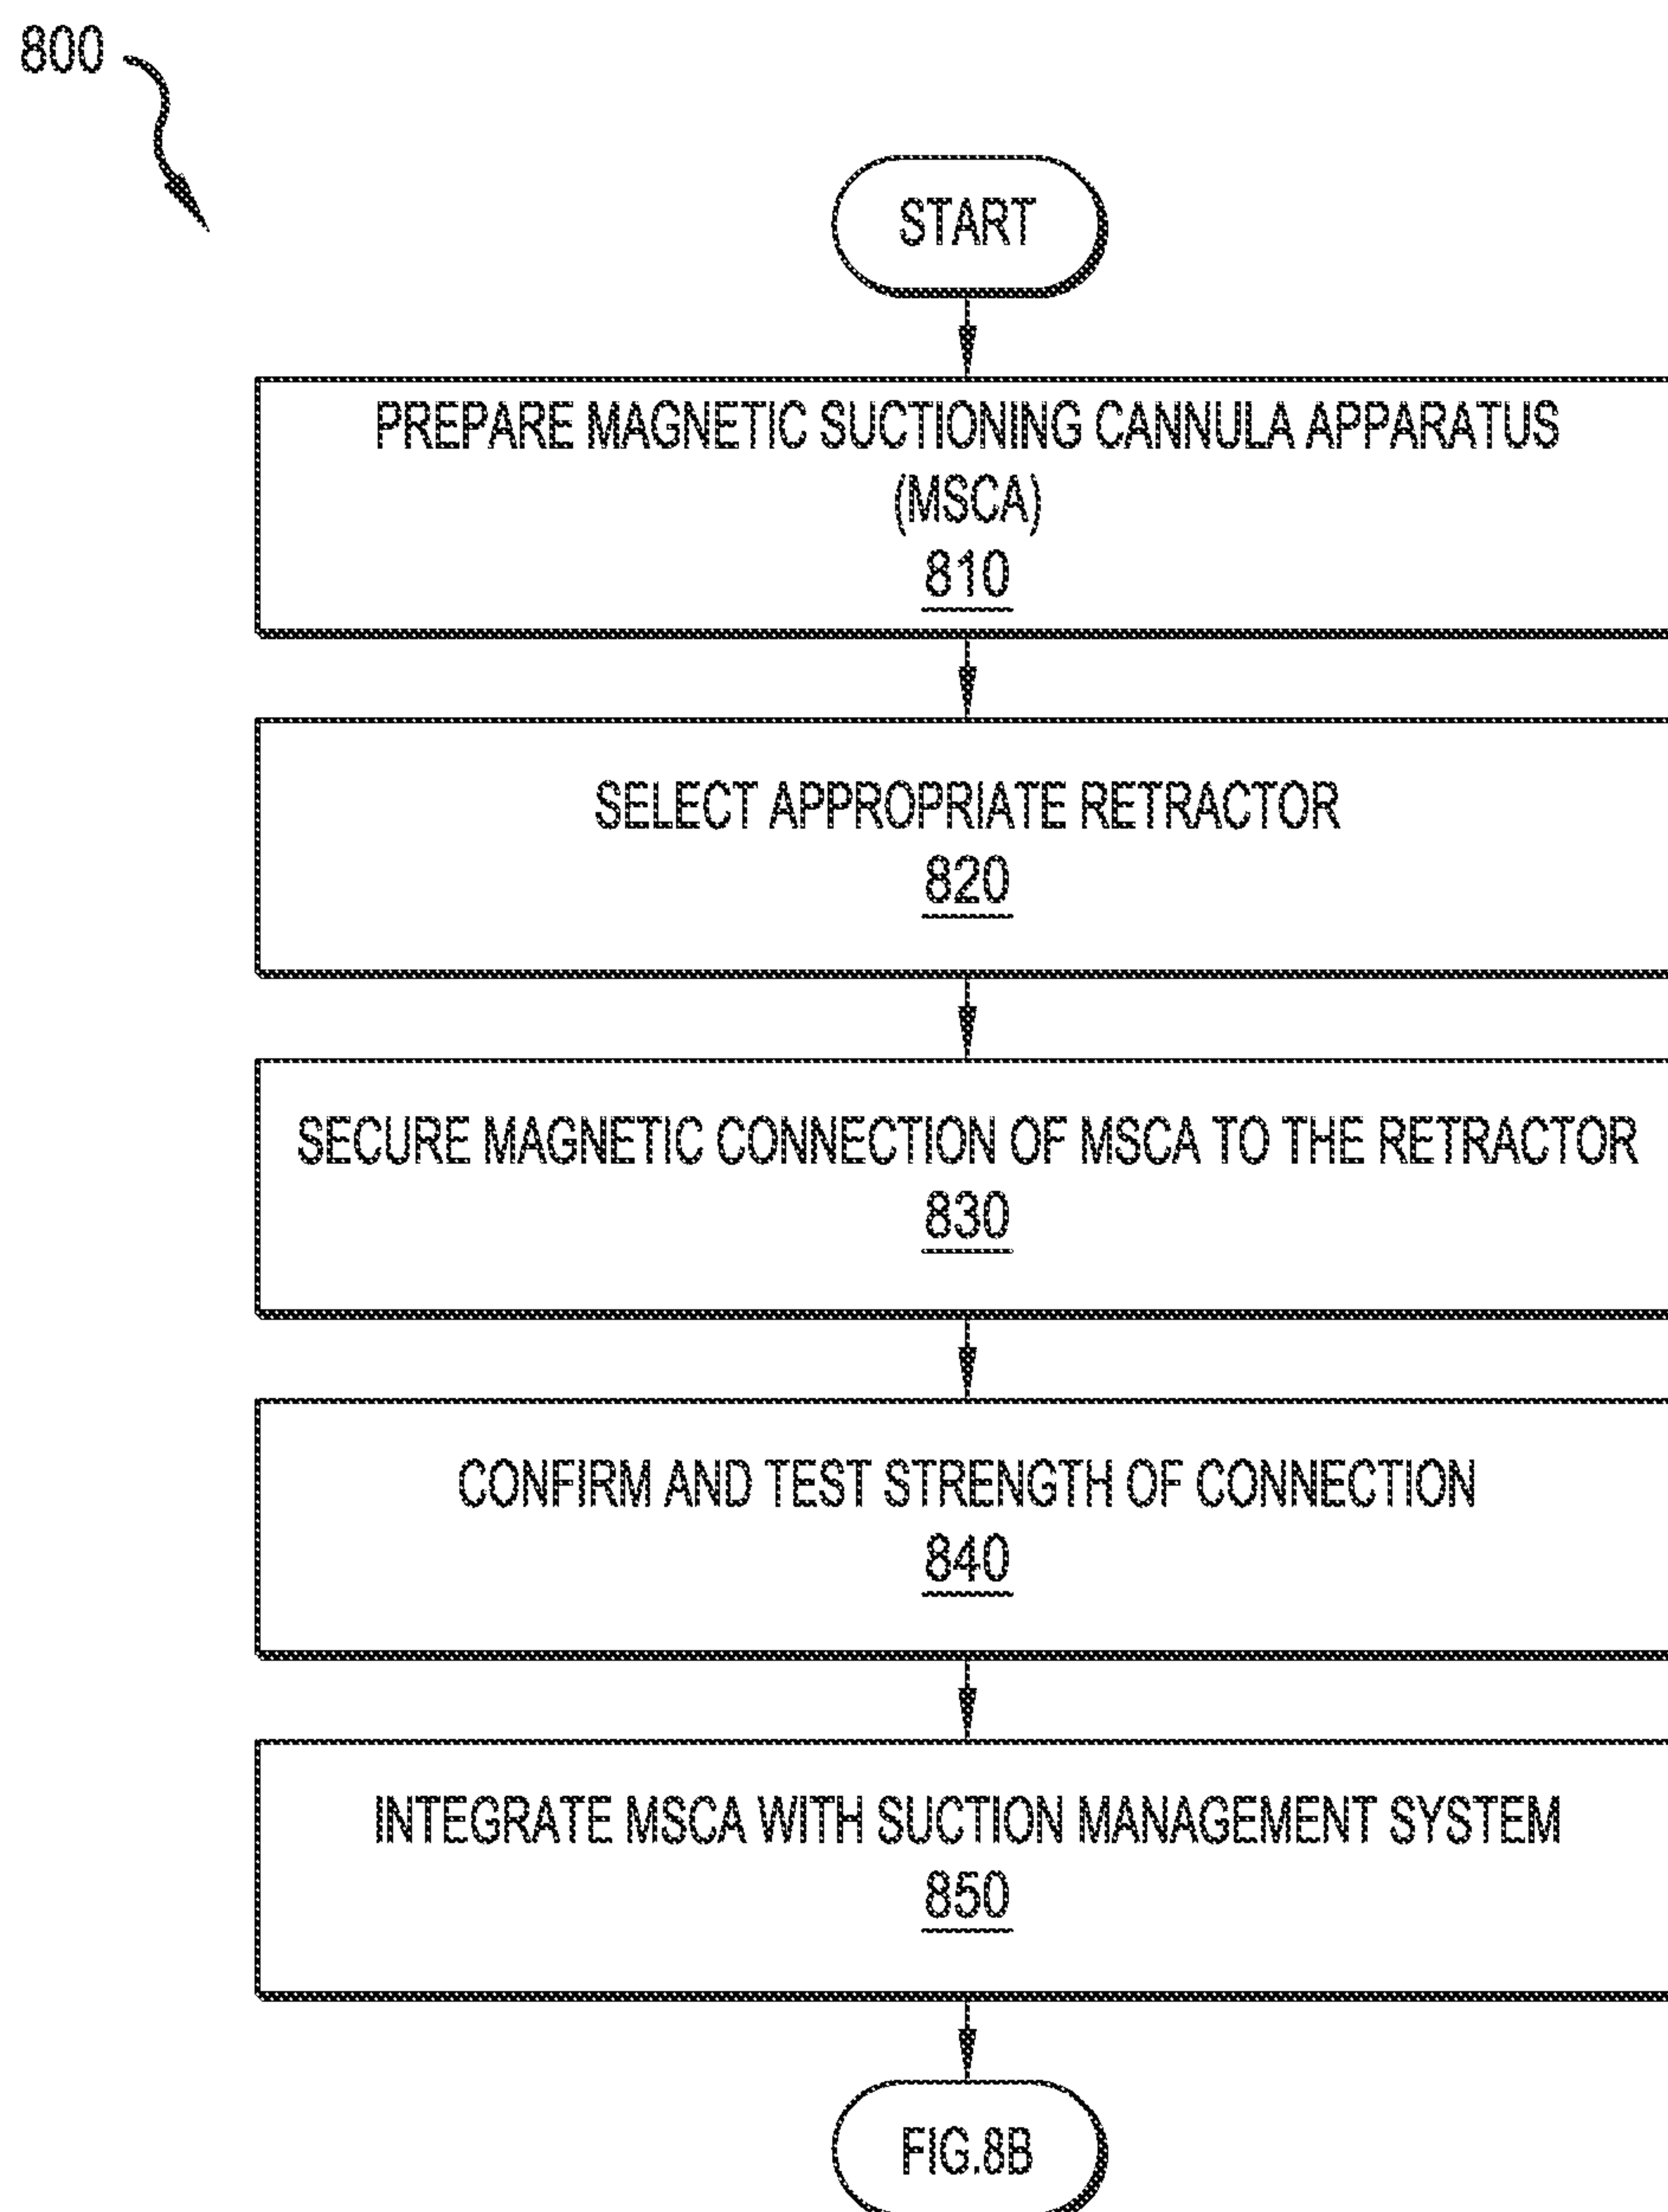 800
START
PREPARE MAGNETIC SUCTIONING CANNULA APPARATUS
(MSCA)
810
SELECT APPROPRIATE RETRACTOR
820
SECURE MAGNETIC CONNECTION OF MSCA TO THE RETRACTOR
830
CONFIRM AND TEST STRENGTH OF CONNECTION
840
INTEGRATE MSCA WITH SUCTION MANAGEMENT SYSTEM
850
FIG.8B